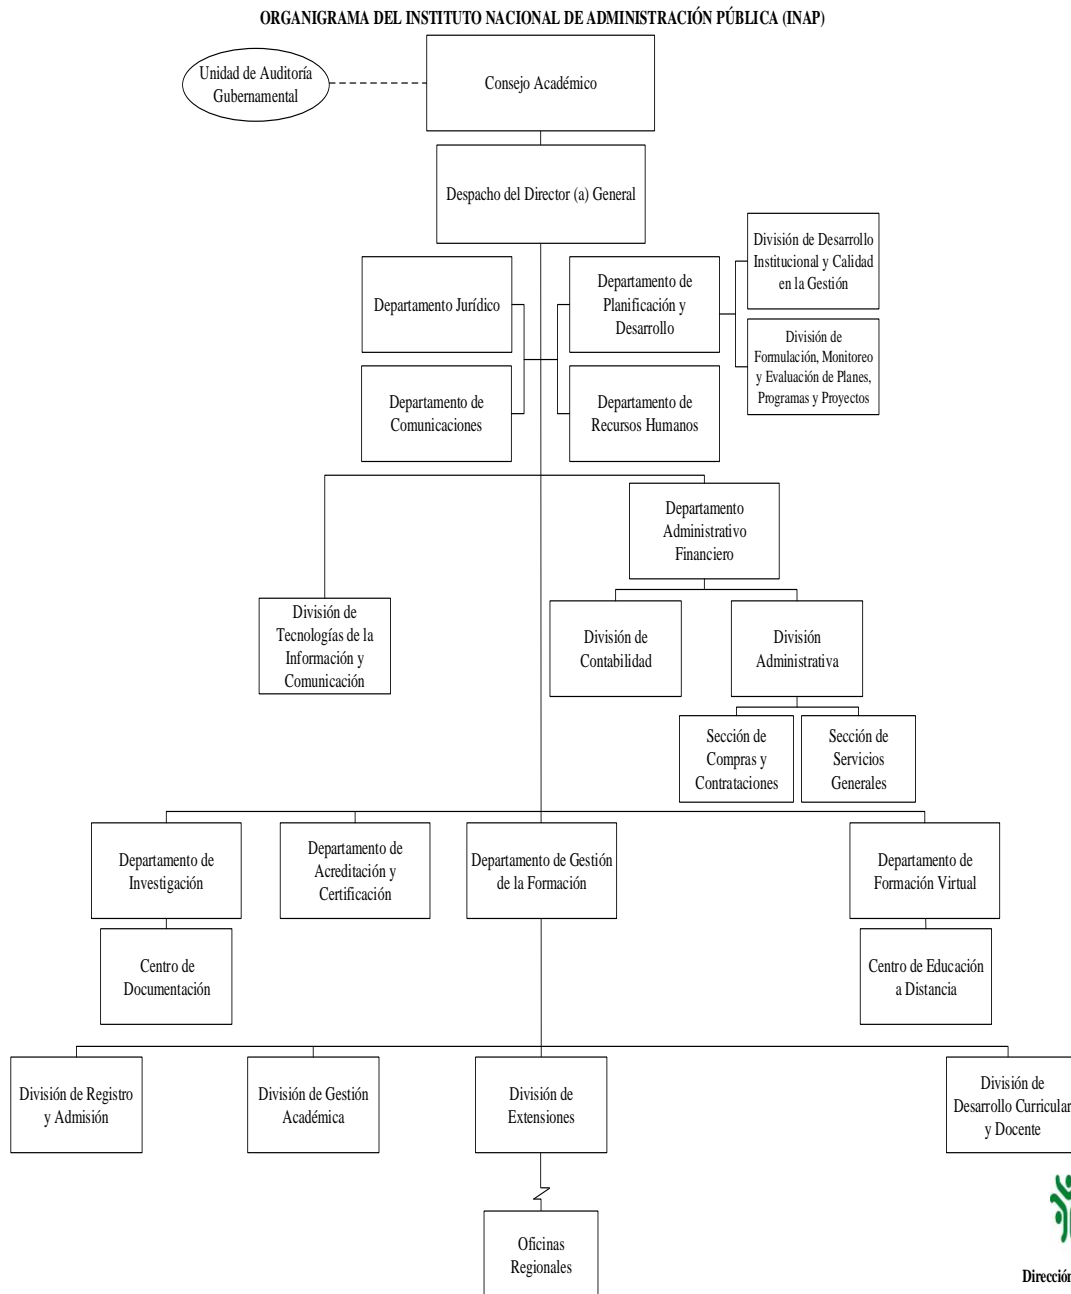 ORGANIGRAMA DEL INSTITUTO NACIONAL DE ADMINISTRACIÓN PÚBLICA (INAP)
Unidad de Auditoría
Gubernamental
Consejo Académico
Despacho del Director (a) General
Departamento Jurídico
Departamento de
Planificación y
Desarrollo
División de Desarrollo
Institucional y Calidad
en la Gestión
División de
Formulación, Monitoreo
y Evaluación de Planes,
Programas y Proyectos
Departamento de
Comunicaciones
Departamento de
Recursos Humanos
Departamento
Administrativo
Financiero
División de
Tecnologías de la
Información y
Comunicación
División de
Contabilidad
División
Administrativa
Sección de
Compras y
Contrataciones
Sección de
Servicios
Generales
Departamento de
Investigación
Departamento de
Acreditación y
Certificación
Departamento de Gestión
de la Formación
Departamento de
Formación Virtual
Centro de
Documentación
Centro de Educación
a Distancia
División de Registro
y Admisión
División de Gestión
Académica
División de
Extensiones
División de
Desarrollo Curricular
y Docente
Oficinas
Regionales
Dirección